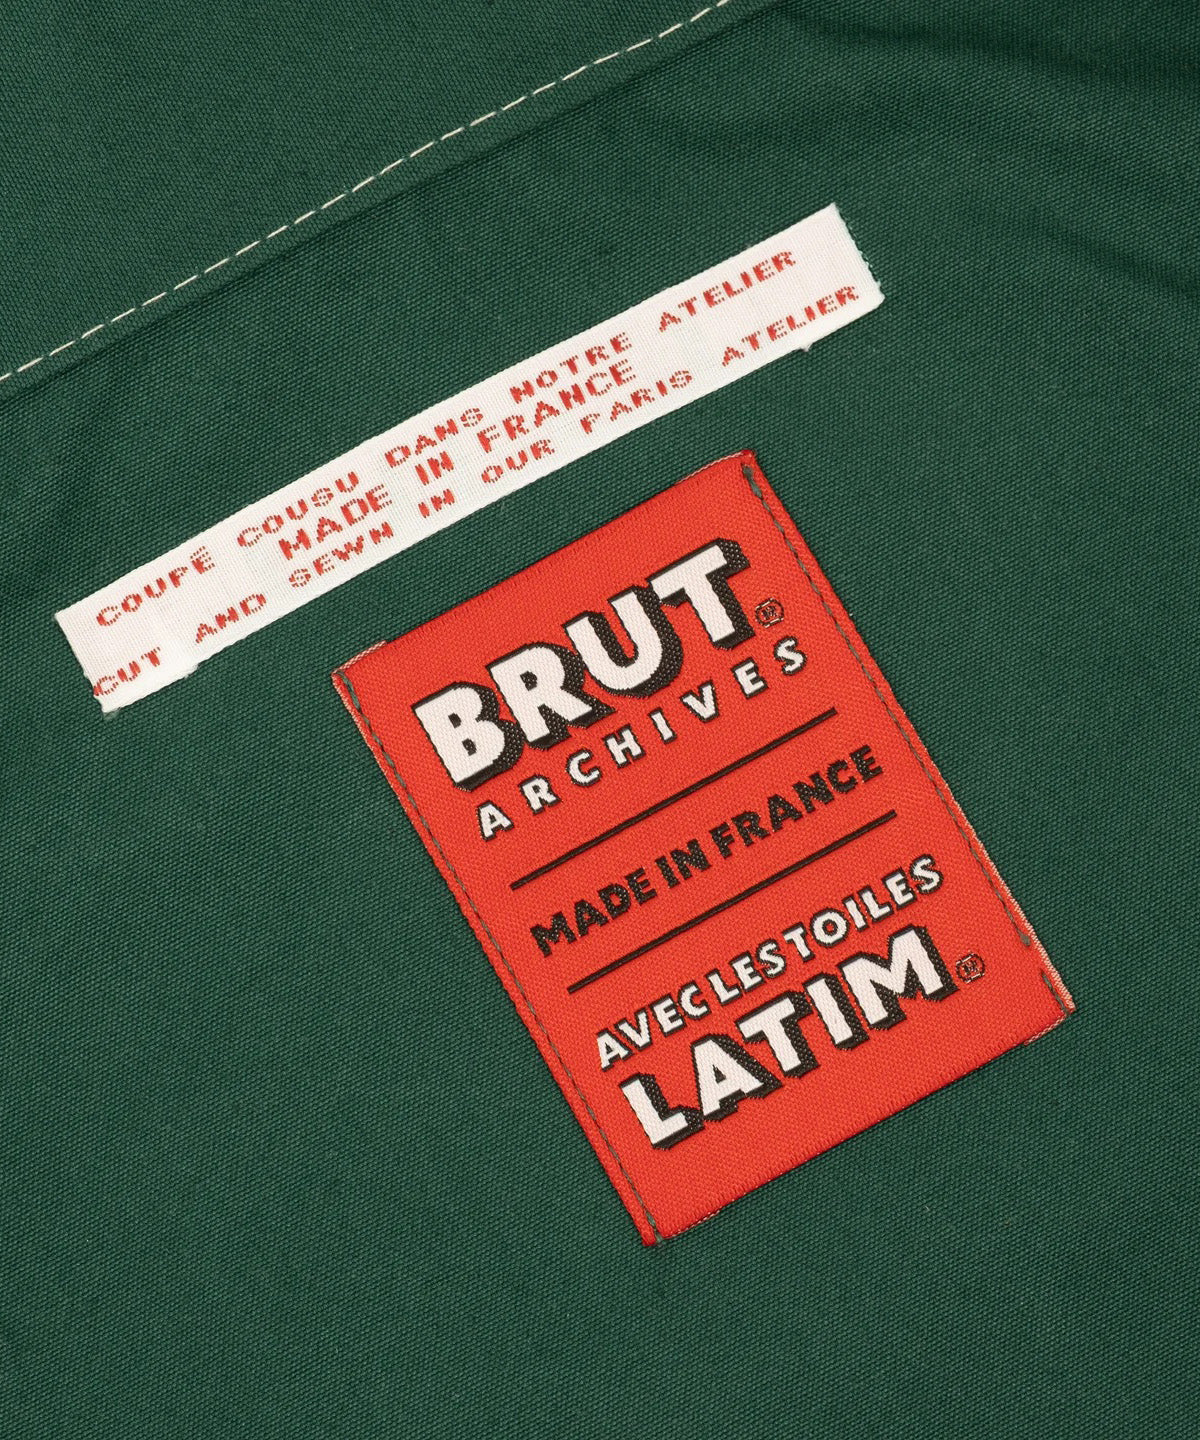 COUPÉ COUSU DANS NOTRE ATELIER
MADE IN FRANCE
CUT AND SEWN IN OUR PARIS ATELIER
BRUT.®
ARCHIVES
MADE IN FRANCE
AVEC LES TOILES
LATIM.®